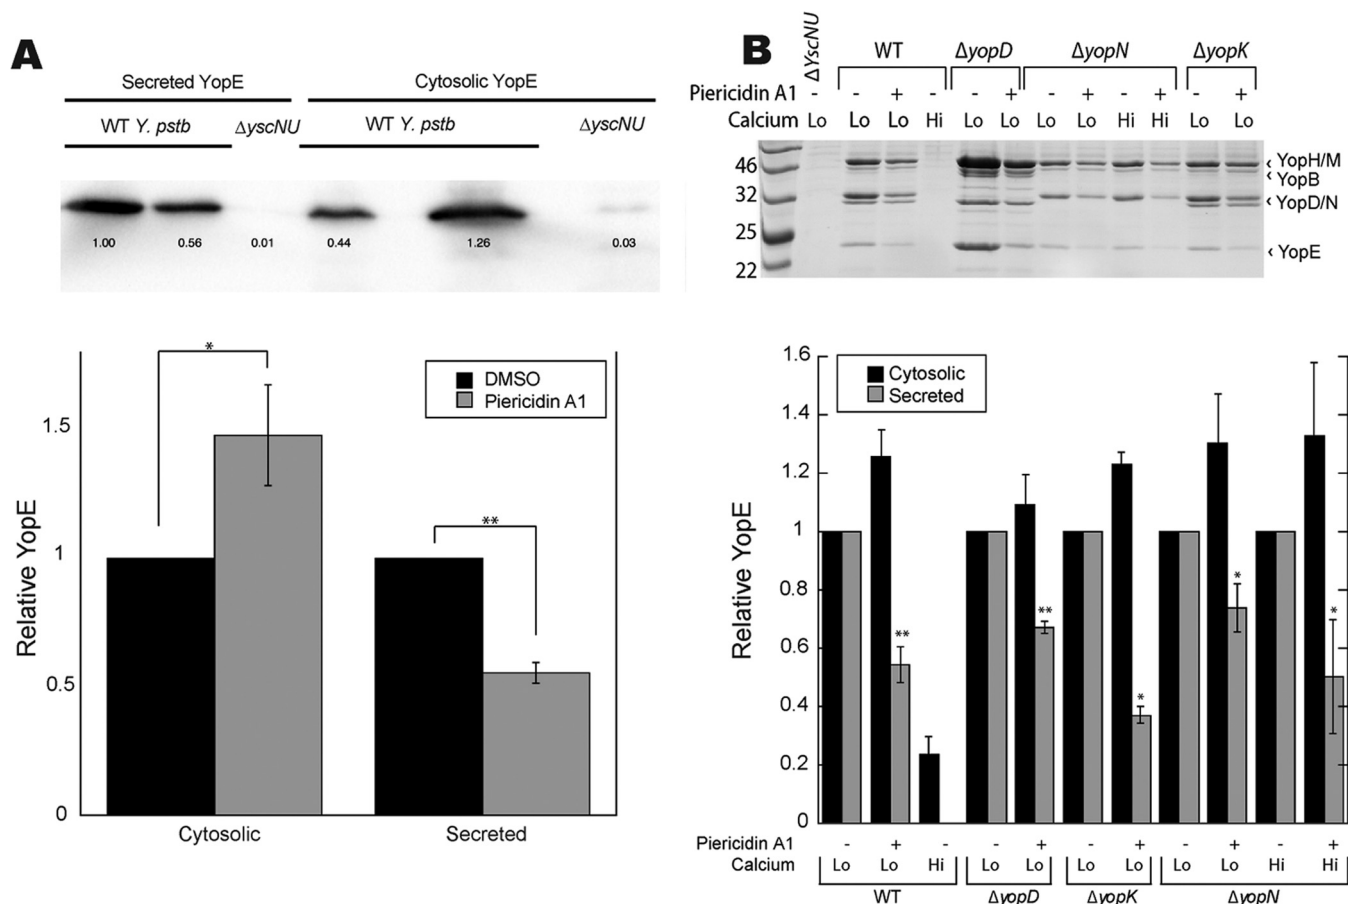 A
Secreted YopE Cytosolic YopE
WT Y. pstb ΔyscNU WT Y. pstb ΔyscNU
1.00 0.56 0.01 0.44 1.26 0.03
*
DMSO
Piericidin A1
**
1.5
1
0.5
0
Relative YopE
Cytosolic Secreted
B
ΔYscNU WT ΔyopD ΔyopN ΔyopK
Piericidin A1 - - + - - + - + - + - +
Calcium Lo Lo Lo Hi Lo Lo Lo Lo Hi Hi Lo Lo
46
32
25
22
‹ YopH/M
‹ YopB
‹ YopD/N
‹ YopE
Cytosolic
Secreted
1.6
1.4
1.2
1
0.8
0.6
0.4
0.2
0
Relative YopE
** ** * * *
Piericidin A1 - + - - + - + - + - +
Calcium Lo Lo Hi Lo Lo Lo Lo Lo Lo Hi Hi
WT ΔyopD ΔyopK ΔyopN